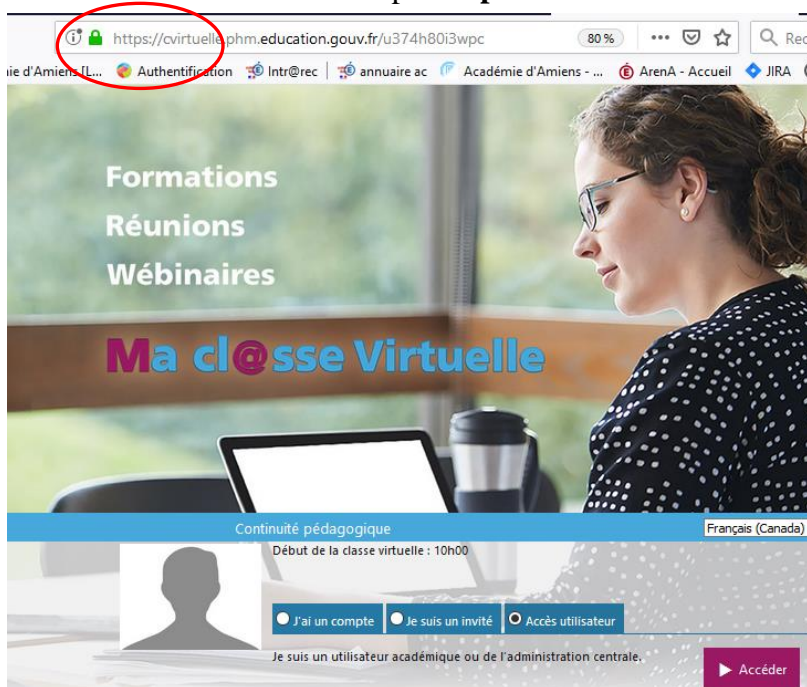 https://cvirtuelle.phm.education.gouv.fr/u374h80i3wpc 80 % Rec
ie d'Amiens [L... Authentification Intr@rec annuaire ac Académie d'Amiens - ... ArenA - Accueil JIRA
Formations
Réunions
Wébinaires
Ma cl@sse Virtuelle
Continuité pédagogique Français (Canada)
Début de la classe virtuelle : 10h00
J'ai un compte Je suis un invité Accès utilisateur
Je suis un utilisateur académique ou de l'administration centrale.
Accéder